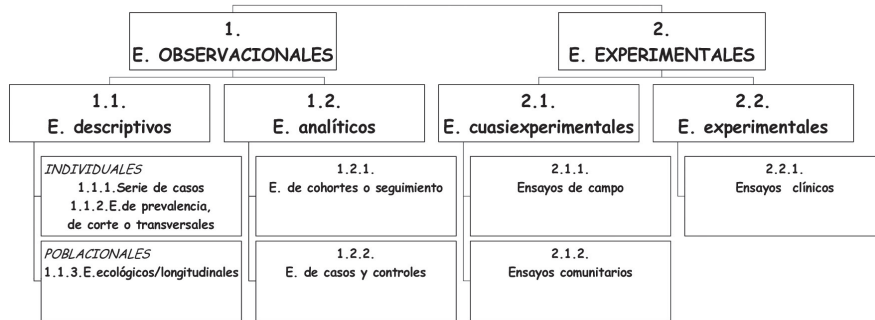 1.
E. OBSERVACIONALES
2.
E. EXPERIMENTALES
1.1.
E. descriptivos
1.2.
E. analíticos
2.1.
E. cuasiexperimentales
2.2.
E. experimentales
INDIVIDUALES
1.1.1.Serie de casos
1.1.2.E.de prevalencia,
de corte o transversales
1.2.1.
E. de cohortes o seguimiento
2.1.1.
Ensayos de campo
2.2.1.
Ensayos clínicos
POBLACIONALES
1.1.3.E.ecológicos/longitudinales
1.2.2.
E. de casos y controles
2.1.2.
Ensayos comunitarios